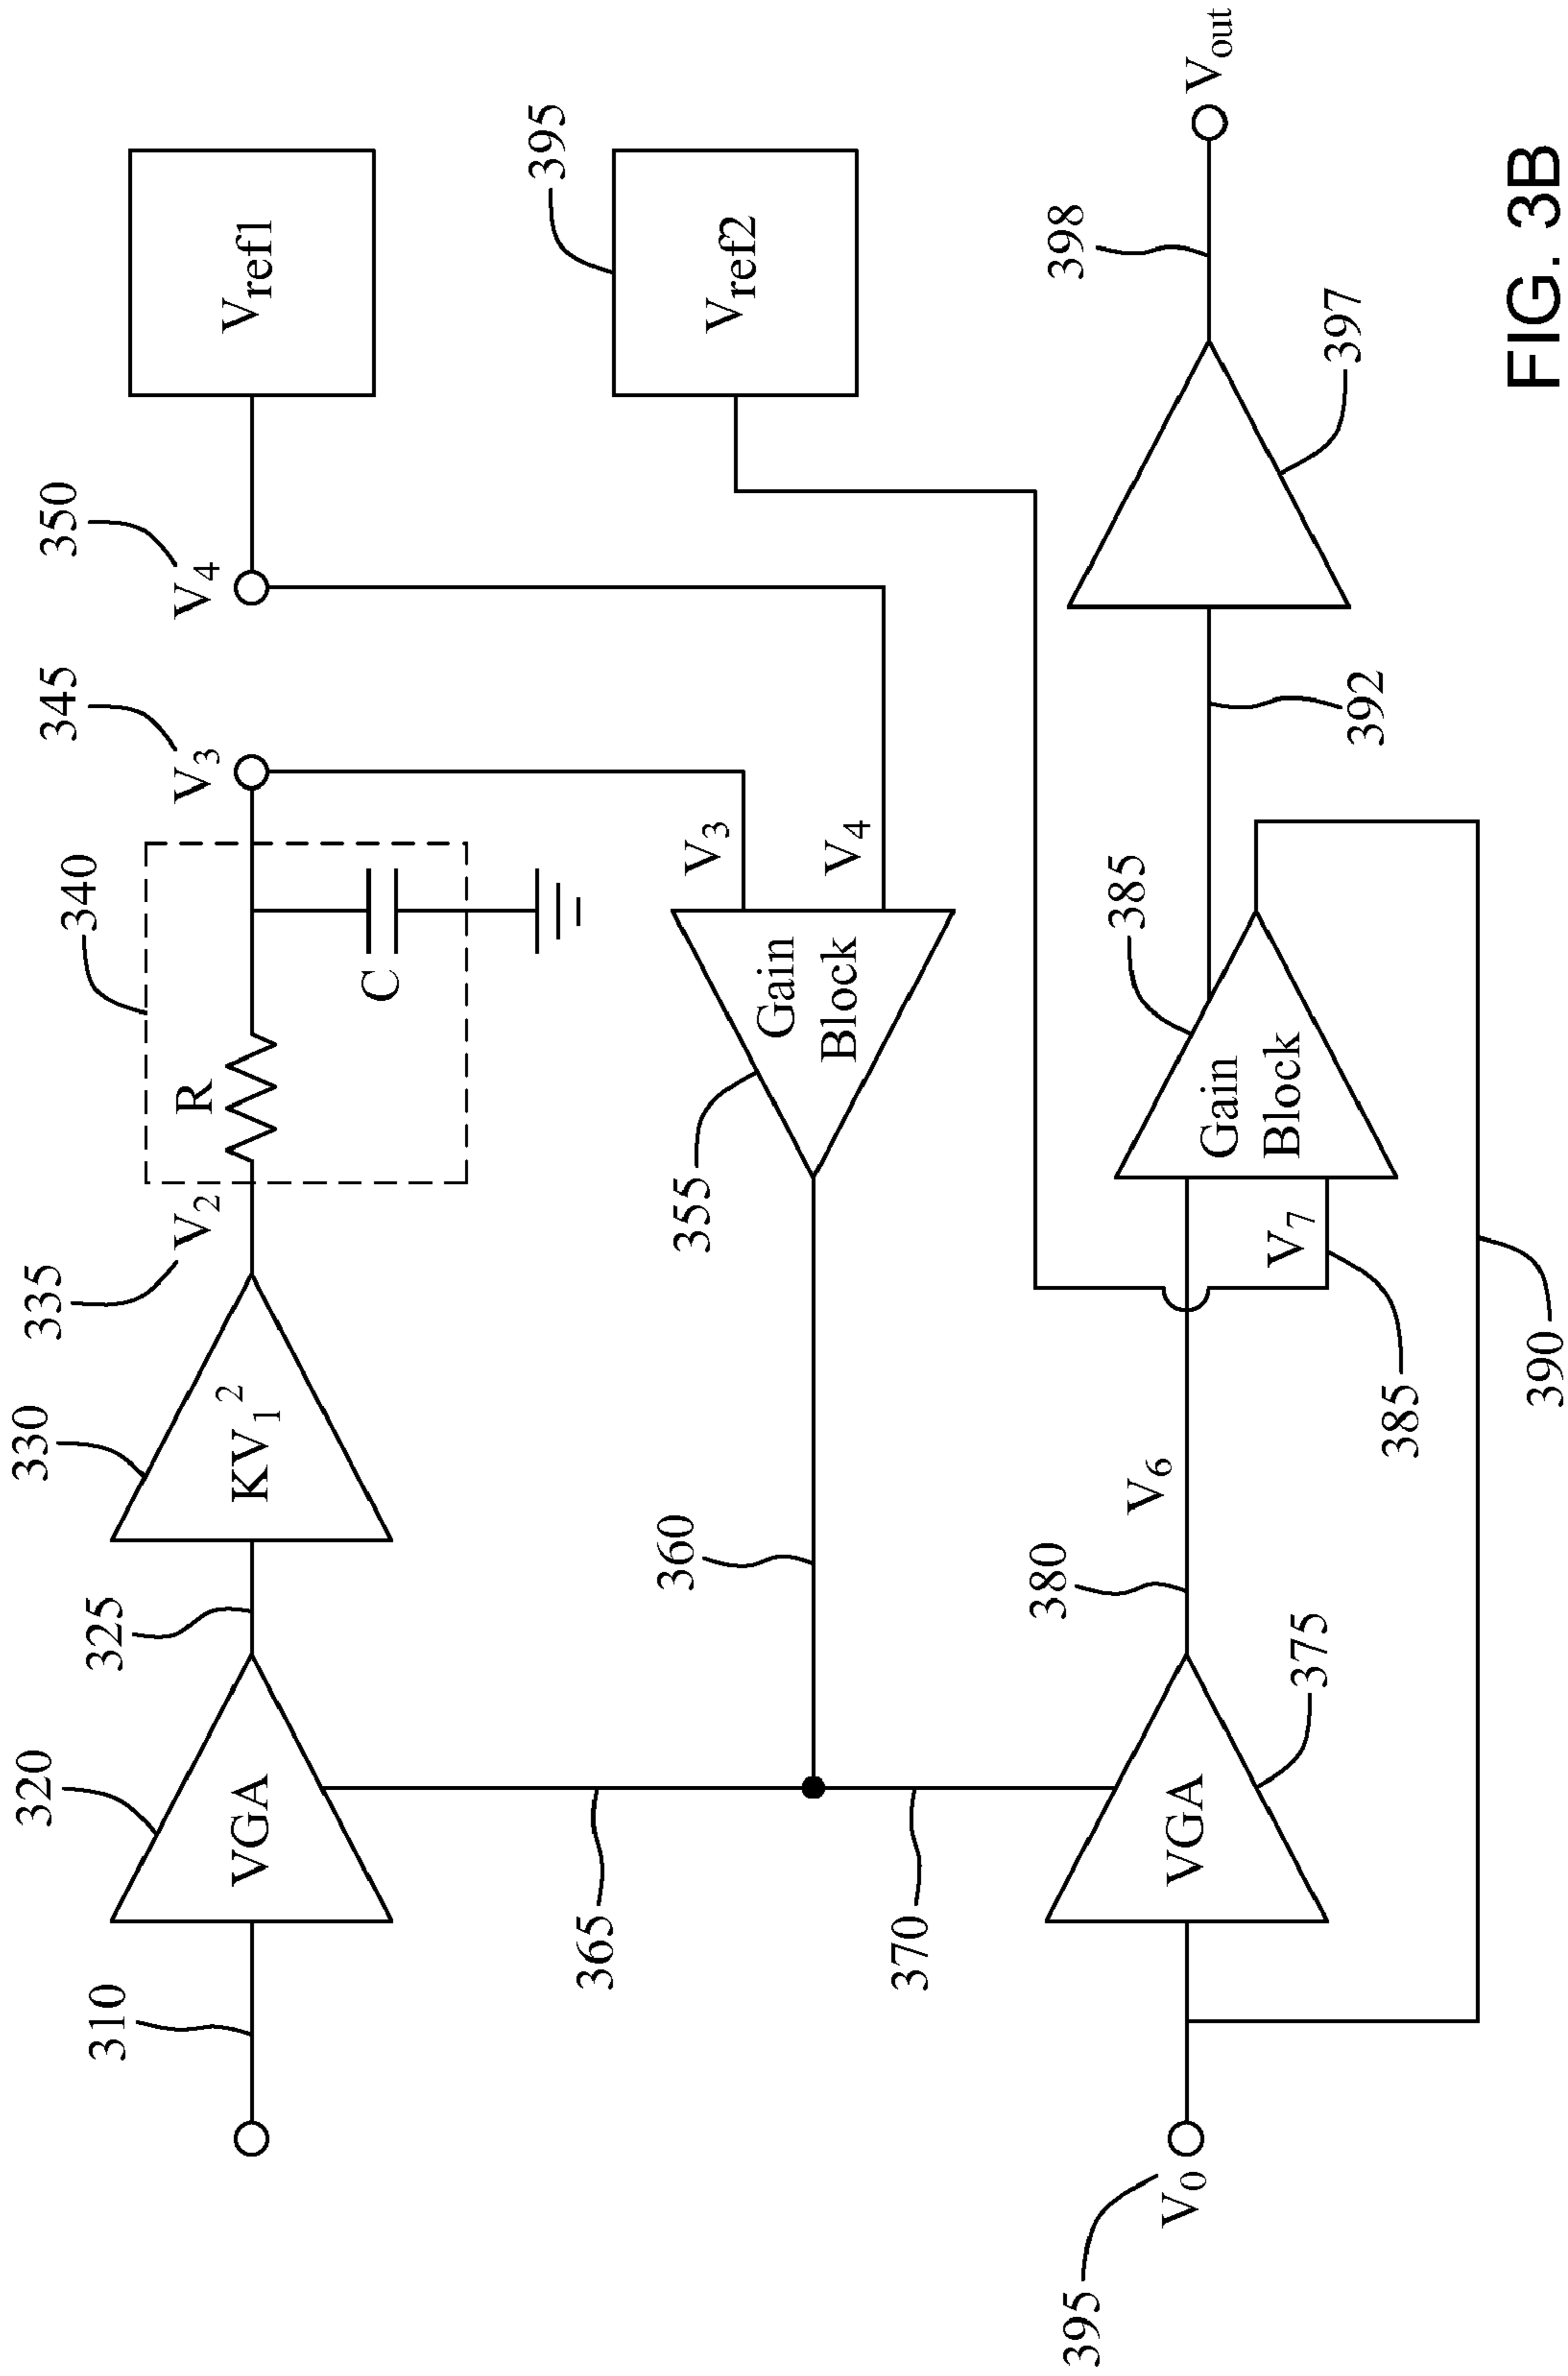 310
320
VGA
325
330
KV₁²
335
V₂
340
R
C
345
V₃
350
V₄
Vref1
395
Vref2
365
360
355
Gain
Block
V₃
V₄
370
395
V₀
VGA
375
380
V₆
385
V₇
385
Gain
Block
390
392
397
398
Vout
FIG. 3B